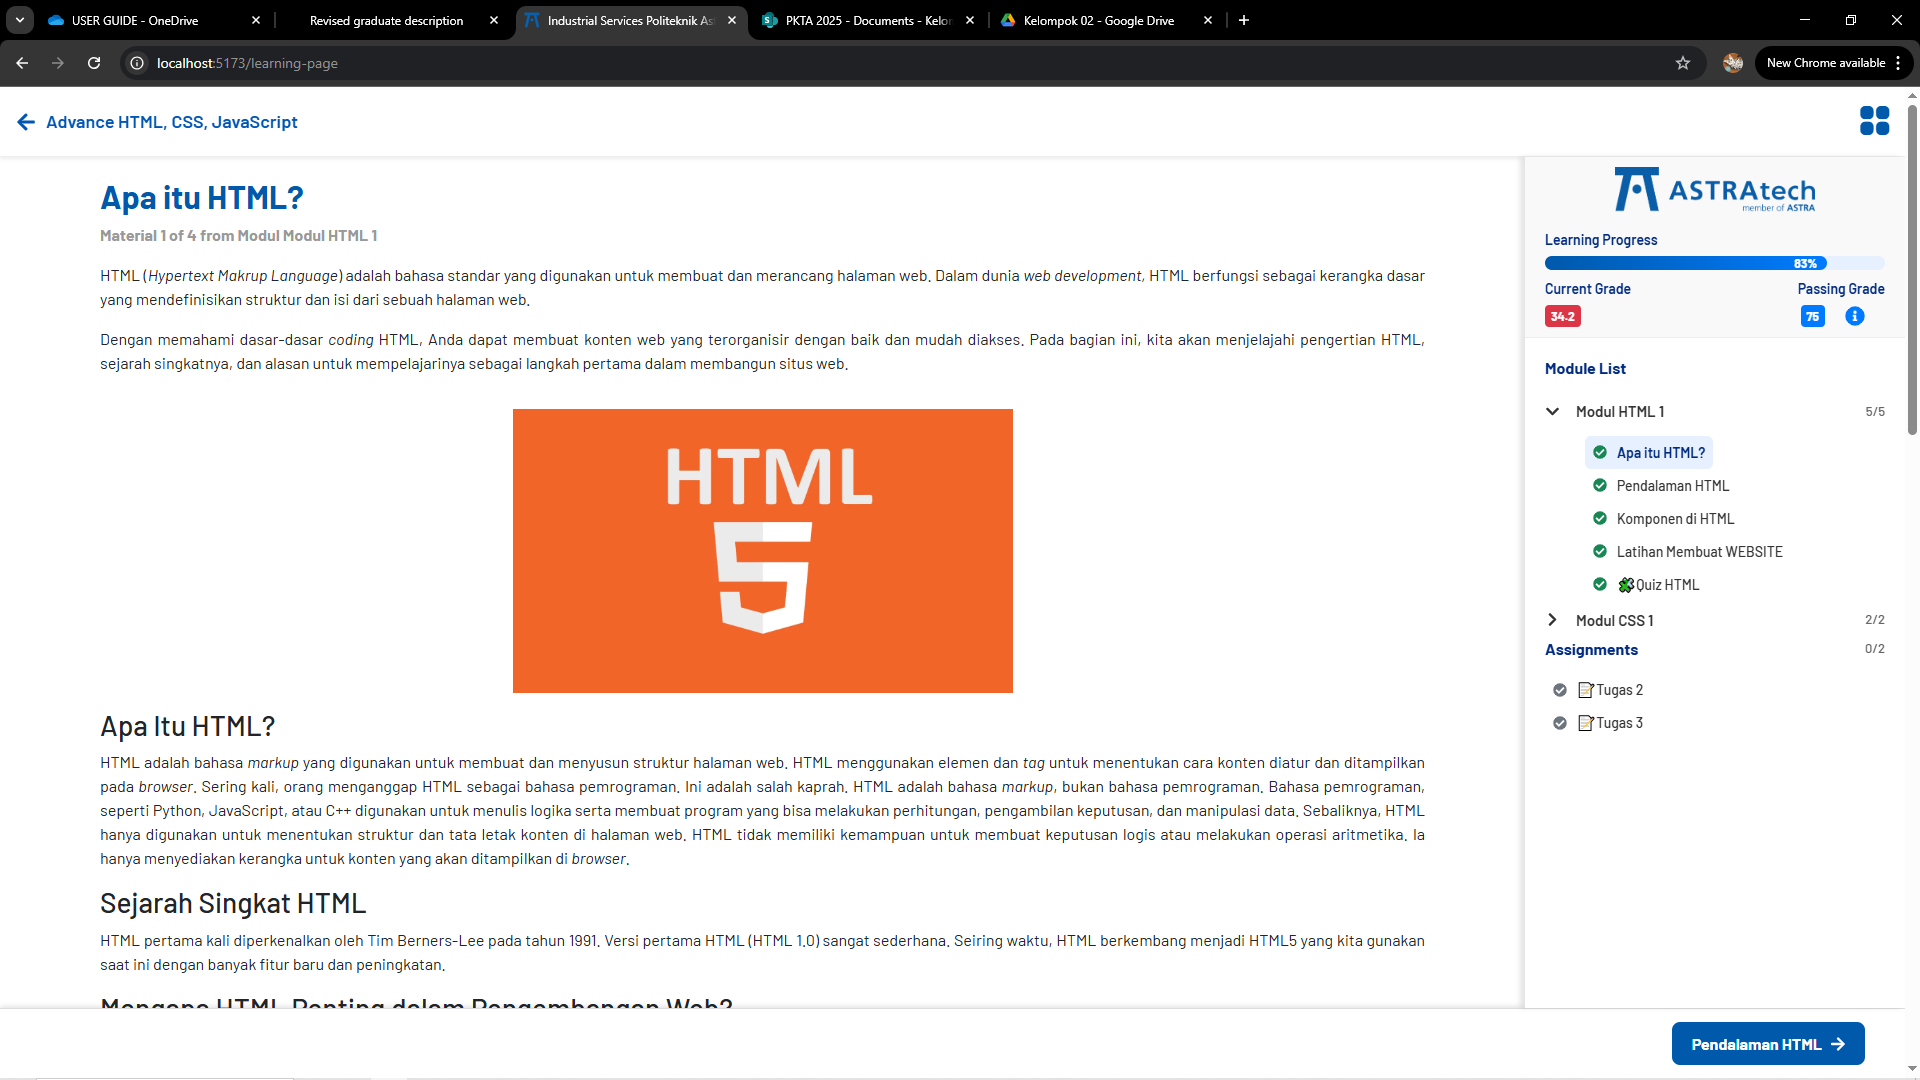 USER GUIDE - OneDrive
Revised graduate description
Industrial Services Politeknik As
PKTA 2025 - Documents - Kelon
Kelompok 02 - Google Drive
localhost:5173/learning-page
New Chrome available
Advance HTML, CSS, JavaScript
Apa itu HTML?
Material 1 of 4 from Modul Modul HTML 1
HTML (Hypertext Makrup Language) adalah bahasa standar yang digunakan untuk membuat dan merancang halaman web. Dalam dunia web development, HTML berfungsi sebagai kerangka dasar
yang mendefinisikan struktur dan isi dari sebuah halaman web.
Dengan memahami dasar-dasar coding HTML, Anda dapat membuat konten web yang terorganisir dengan baik dan mudah diakses. Pada bagian ini, kita akan menjelajahi pengertian HTML,
sejarah singkatnya, dan alasan untuk mempelajarinya sebagai langkah pertama dalam membangun situs web.
HTML
5
Apa Itu HTML?
HTML adalah bahasa markup yang digunakan untuk membuat dan menyusun struktur halaman web. HTML menggunakan elemen dan tag untuk menentukan cara konten diatur dan ditampilkan
pada browser. Sering kali, orang menganggap HTML sebagai bahasa pemrograman. Ini adalah salah kaprah. HTML adalah bahasa markup, bukan bahasa pemrograman. Bahasa pemrograman,
seperti Python, JavaScript, atau C++ digunakan untuk menulis logika serta membuat program yang bisa melakukan perhitungan, pengambilan keputusan, dan manipulasi data. Sebaliknya, HTML
hanya digunakan untuk menentukan struktur dan tata letak konten di halaman web. HTML tidak memiliki kemampuan untuk membuat keputusan logis atau melakukan operasi aritmetika. Ia
hanya menyediakan kerangka untuk konten yang akan ditampilkan di browser.
Sejarah Singkat HTML
HTML pertama kali diperkenalkan oleh Tim Berners-Lee pada tahun 1991. Versi pertama HTML (HTML 1.0) sangat sederhana. Seiring waktu, HTML berkembang menjadi HTML5 yang kita gunakan
saat ini dengan banyak fitur baru dan peningkatan.
Mengapa HTML Penting dalam Pengembangan Web?
ASTRAtech
member of ASTRA
Learning Progress
83%
Current Grade Passing Grade
34.2 75
Module List
Modul HTML 1 5/5
Apa itu HTML?
Pendalaman HTML
Komponen di HTML
Latihan Membuat WEBSITE
Quiz HTML
Modul CSS 1 2/2
Assignments 0/2
Tugas 2
Tugas 3
Pendalaman HTML